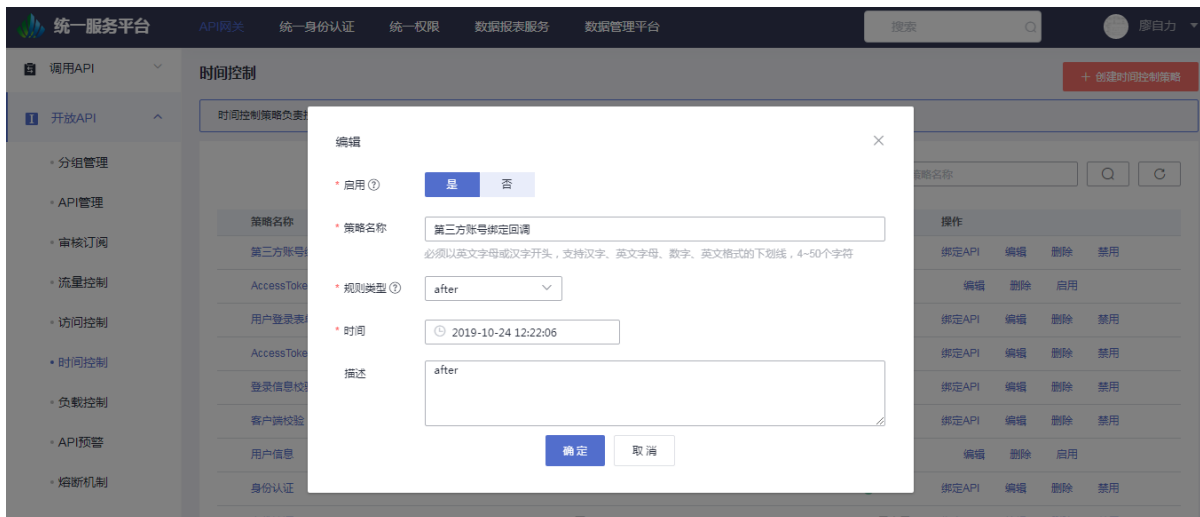 统一服务平台 API网关 统一身份认证 统一权限 数据报表服务 数据管理平台 搜索 廖自力
调用API
时间控制
+ 创建时间控制策略
开放API
时间控制策略负责
编辑
分组管理
* 启用 ? 是 否
策略名称
API管理
策略名称 操作
* 策略名称 第三方账号绑定回调
审核订阅
必须以英文字母或汉字开头，支持汉字、英文字母、数字、英文格式的下划线，4~50个字符
第三方账号 绑定API 编辑 删除 禁用
流量控制
* 规则类型 ? after
AccessToke 编辑 删除 启用
访问控制
用户登录表 绑定API 编辑 删除 禁用
* 时间 2019-10-24 12:22:06
时间控制
AccessToke 绑定API 编辑 删除 禁用
描述 after
登录信息校 绑定API 编辑 删除 禁用
负载控制
客户端校验 绑定API 编辑 删除 禁用
API预警
确定 取消
用户信息 编辑 删除 启用
熔断机制
身份认证 绑定API 编辑 删除 禁用